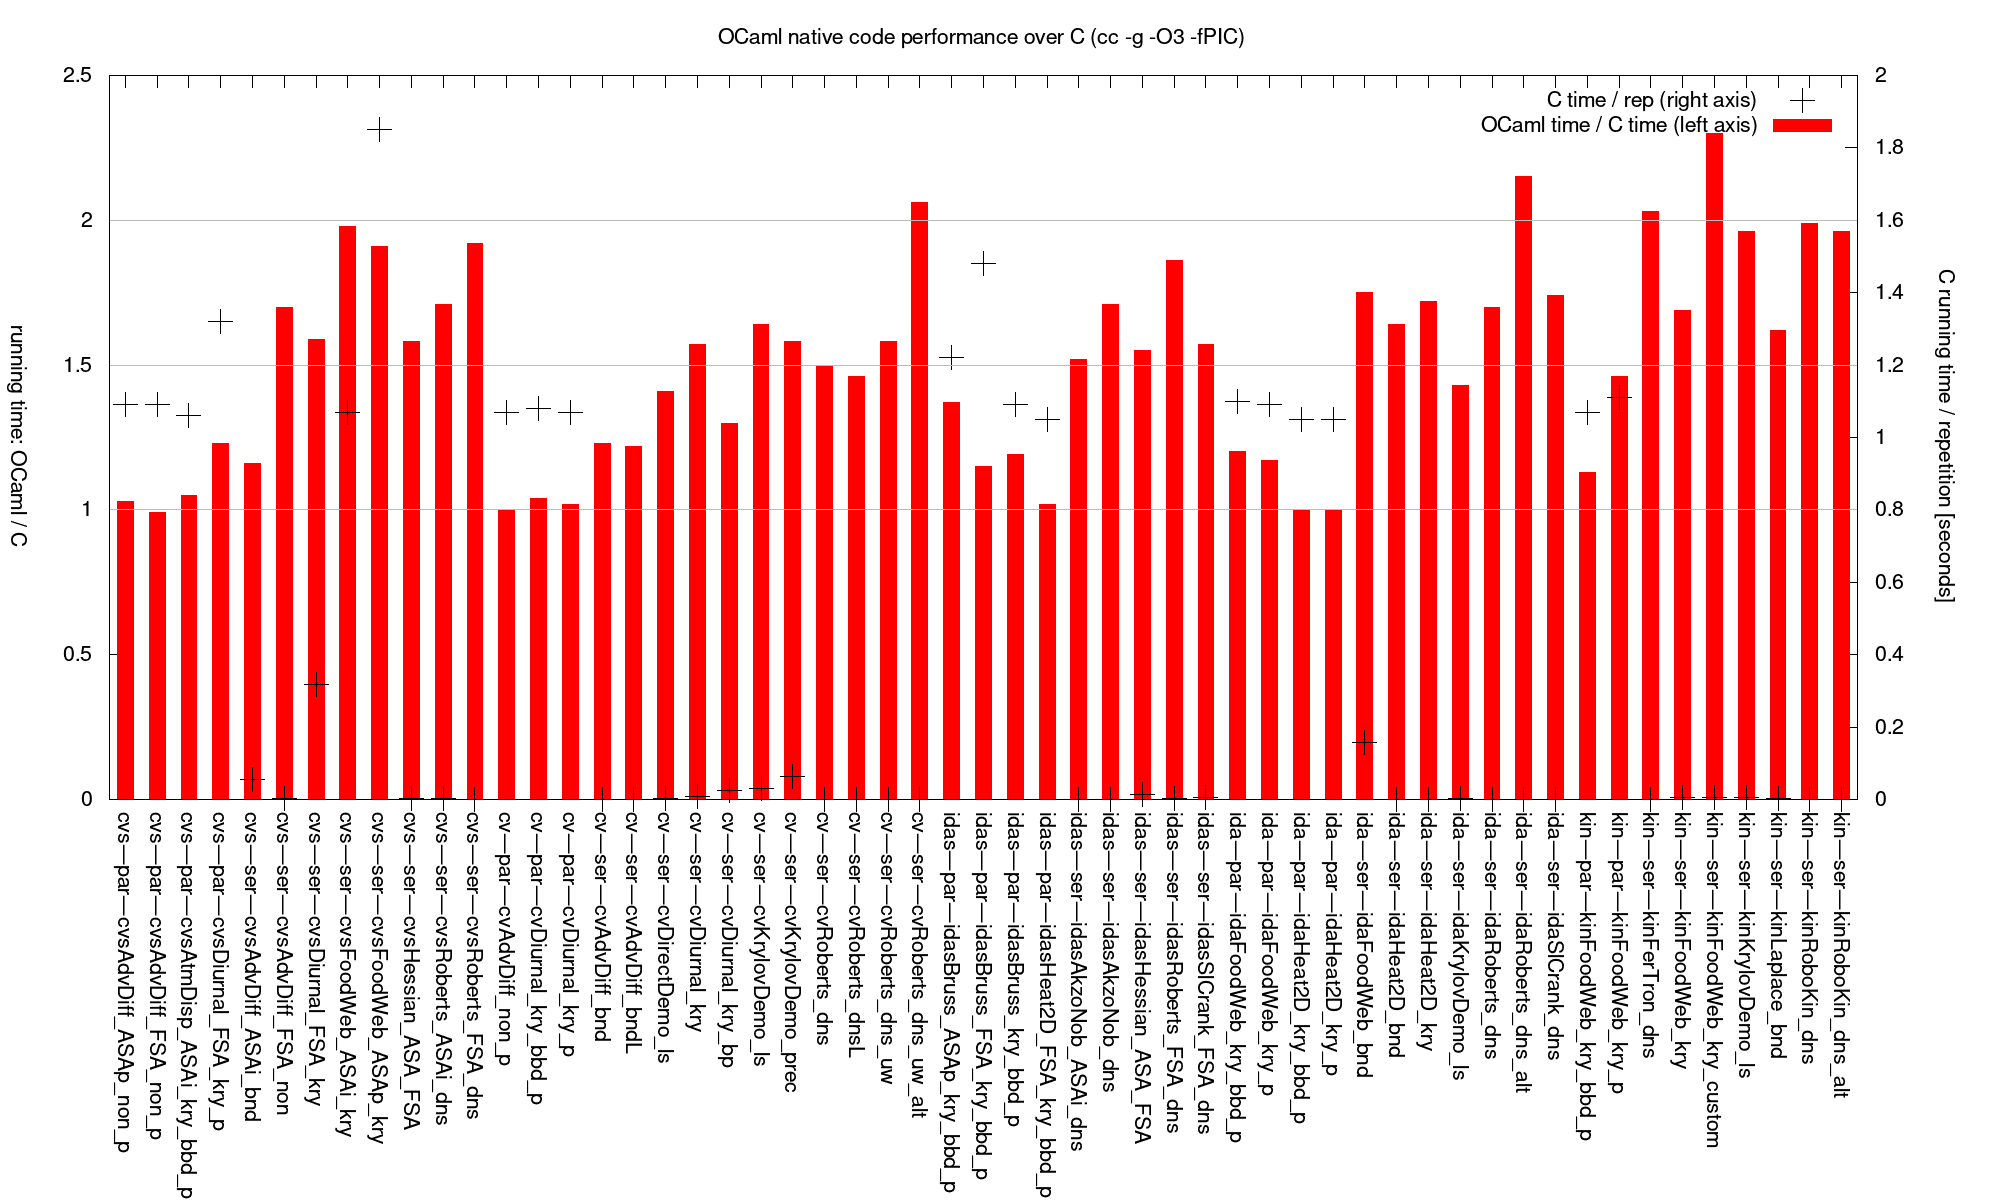 OCaml native code performance over C (cc -g -O3 -fPIC)
C time / rep (right axis)
OCaml time / C time (left axis)
running time: OCaml / C
2.5
2
1.5
1
0.5
0
2
1.8
1.6
1.4
1.2
1
0.8
0.6
0.4
0.2
0
C running time / repetition [seconds]
cvs—par—cvsAdvDiff_ASAp_non_p
cvs—par—cvsAdvDiff_FSA_non_p
cvs—par—cvsAtmDisp_ASAi_kry_bbd_p
cvs—par—cvsDiurnal_FSA_kry_p
cvs—ser—cvsAdvDiff_ASAi_bnd
cvs—ser—cvsAdvDiff_FSA_non
cvs—ser—cvsDiurnal_FSA_kry
cvs—ser—cvsFoodWeb_ASAi_kry
cvs—ser—cvsFoodWeb_ASAp_kry
cvs—ser—cvsHessian_ASA_FSA
cvs—ser—cvsRoberts_ASAi_dns
cvs—ser—cvsRoberts_FSA_dns
cv—par—cvAdvDiff_non_p
cv—par—cvDiurnal_kry_bbd_p
cv—par—cvDiurnal_kry_p
cv—ser—cvAdvDiff_bnd
cv—ser—cvAdvDiff_bndL
cv—ser—cvDirectDemo_ls
cv—ser—cvDiurnal_kry
cv—ser—cvDiurnal_kry_bp
cv—ser—cvKrylovDemo_ls
cv—ser—cvKrylovDemo_prec
cv—ser—cvRoberts_dns
cv—ser—cvRoberts_dnsL
cv—ser—cvRoberts_dns_uw
cv—ser—cvRoberts_dns_uw_alt
idas—par—idasBruss_ASAp_kry_bbd_p
idas—par—idasBruss_FSA_kry_bbd_p
idas—par—idasBruss_kry_bbd_p
idas—par—idasHeat2D_FSA_kry_bbd_p
idas—ser—idasAkzoNob_ASAi_dns
idas—ser—idasAkzoNob_dns
idas—ser—idasHessian_ASA_FSA
idas—ser—idasRoberts_FSA_dns
idas—ser—idasSlCrank_FSA_dns
ida—par—idaFoodWeb_kry_bbd_p
ida—par—idaFoodWeb_kry_p
ida—par—idaHeat2D_kry_bbd_p
ida—par—idaHeat2D_kry_p
ida—ser—idaFoodWeb_bnd
ida—ser—idaHeat2D_bnd
ida—ser—idaHeat2D_kry
ida—ser—idaKrylovDemo_ls
ida—ser—idaRoberts_dns
ida—ser—idaRoberts_dns_alt
ida—ser—idaSlCrank_dns
kin—par—kinFoodWeb_kry_bbd_p
kin—par—kinFoodWeb_kry_p
kin—ser—kinFerTron_dns
kin—ser—kinFoodWeb_kry
kin—ser—kinFoodWeb_kry_custom
kin—ser—kinKrylovDemo_ls
kin—ser—kinLaplace_bnd
kin—ser—kinRoboKin_dns
kin—ser—kinRoboKin_dns_alt